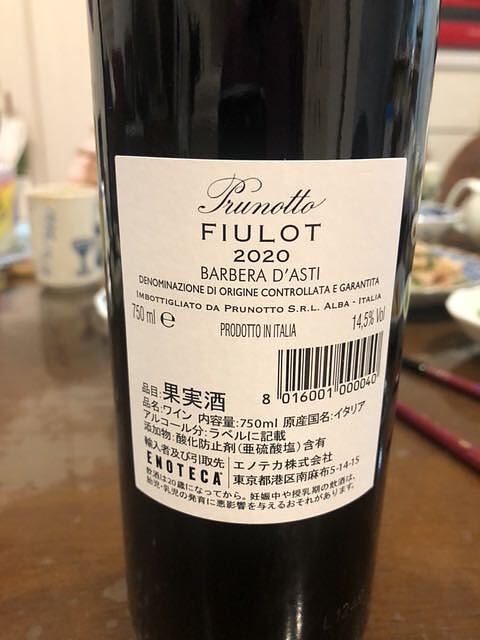 Prunotto
FIULOT
2020
BARBERA D'ASTI
DENOMINAZIONE DI ORIGINE CONTROLLATA E GARANTITA
IMBOTTIGLIATO DA PRUNOTTO S.R.L. ALBA - ITALIA
750 ml e PRODOTTO IN ITALIA 14,5% Vol
8 016001 000040
品目:果実酒
品名:ワイン 内容量:750ml 原産国名:イタリア
アルコール分:ラベルに記載
添加物:酸化防止剤(亜硫酸塩)含有
輸入者及び引取先 エノテカ株式会社
ENOTECA 東京都港区南麻布5-14-15
飲酒は20歳になってから。妊娠中や授乳期の飲酒は、
胎児・乳児の発育に悪影響を与えるおそれがあります。